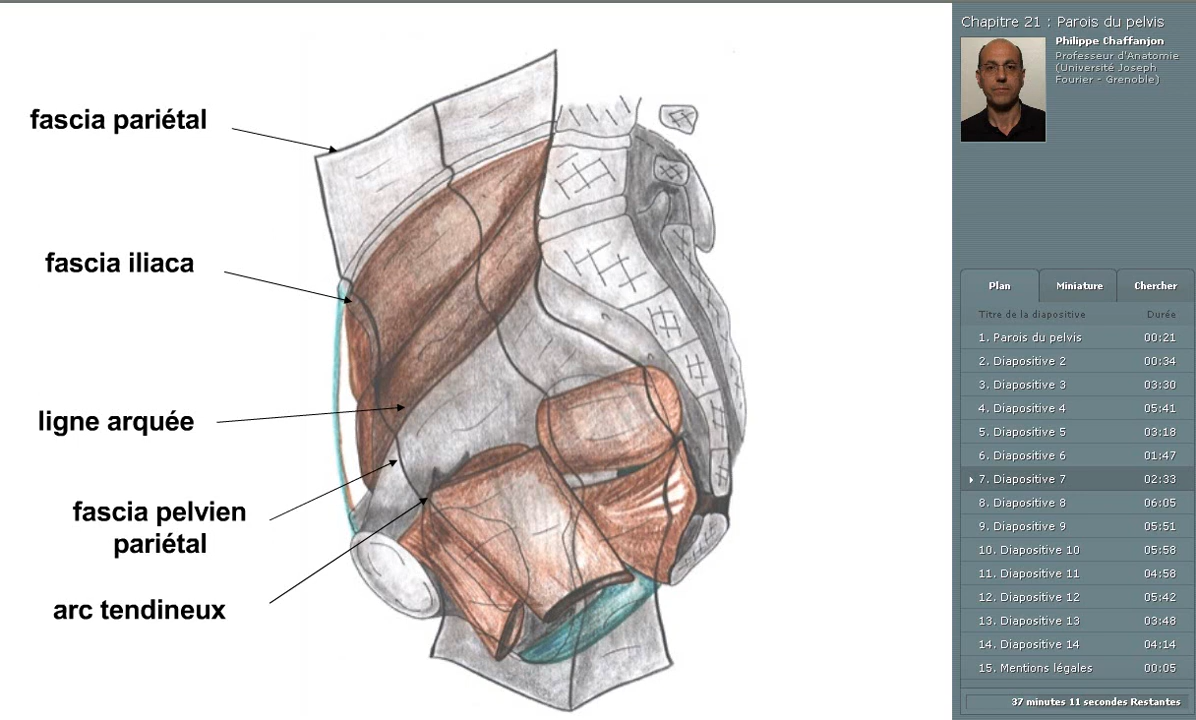 fascia pariétal
fascia iliaca
ligne arquée
fascia pelvien
pariétal
arc tendineux
Chapitre 21 : Parois du pelvis
Philippe Chaffanjon
Professeur d'Anatomie
(Université Joseph
Fourier - Grenoble)
Plan Miniature Chercher
Titre de la diapositive Durée
1. Parois du pelvis 00:21
2. Diapositive 2 00:34
3. Diapositive 3 03:30
4. Diapositive 4 05:41
5. Diapositive 5 03:18
6. Diapositive 6 01:47
7. Diapositive 7 02:33
8. Diapositive 8 06:05
9. Diapositive 9 05:51
10. Diapositive 10 05:58
11. Diapositive 11 04:58
12. Diapositive 12 05:42
13. Diapositive 13 03:48
14. Diapositive 14 04:14
15. Mentions légales 00:05
37 minutes 11 secondes Restantes